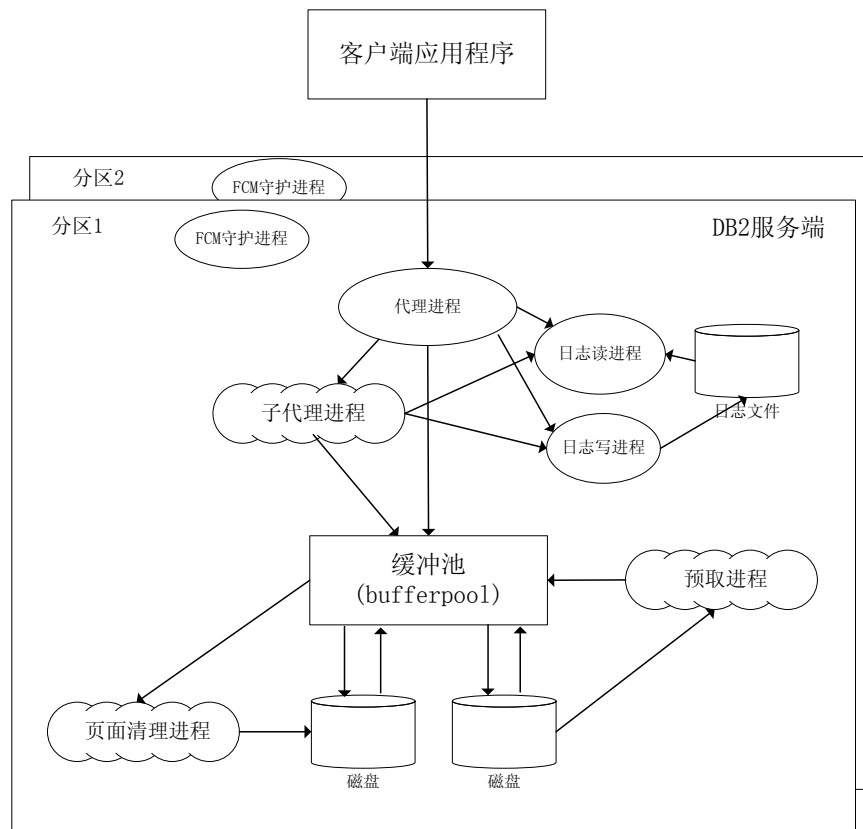 客户端应用程序
分区2
FCM守护进程
分区1
FCM守护进程
DB2服务端
代理进程
日志读进程
子代理进程
日志文件
日志写进程
缓冲池
(bufferpool)
预取进程
页面清理进程
磁盘
磁盘